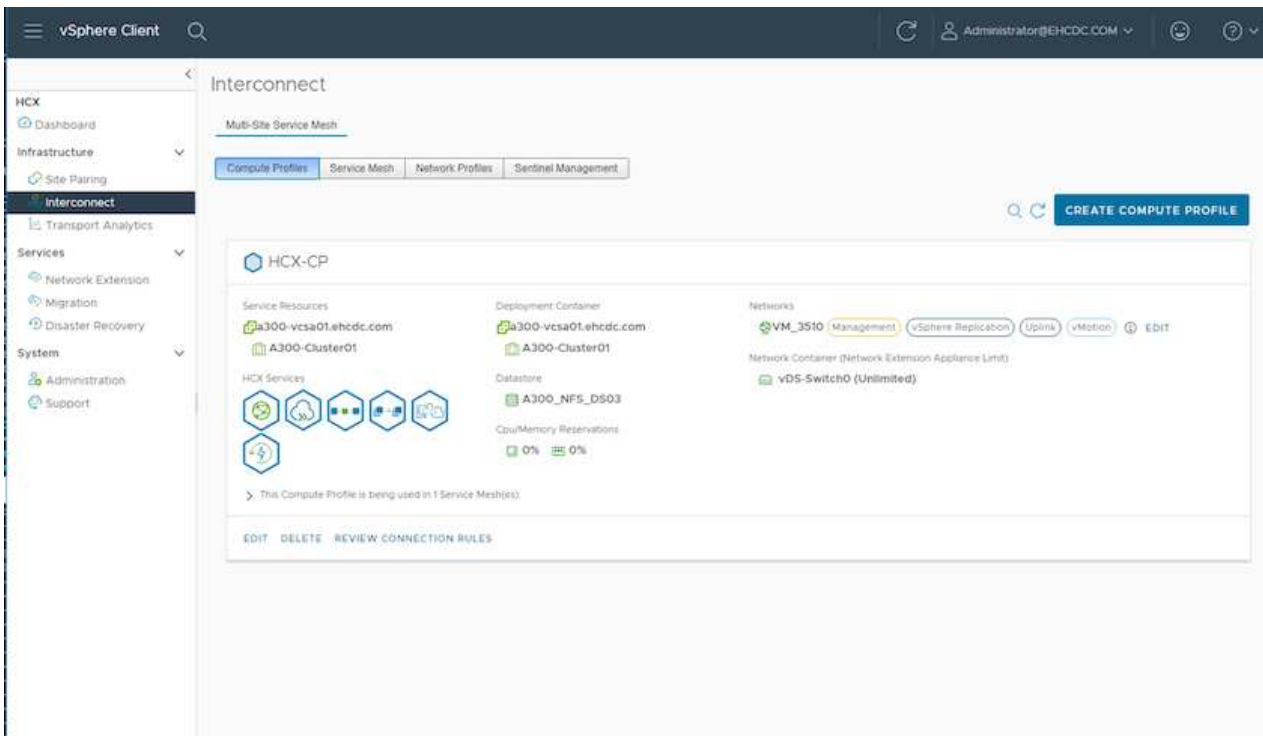 vSphere Client
Administrator@EHCDC.COM
Interconnect
HCX
Dashboard
Infrastructure
Site Pairing
Interconnect
Transport Analytics
Services
Network Extension
Migration
Disaster Recovery
System
Administration
Support
Multi-Site Service Mesh
Compute Profiles Service Mesh Network Profiles Sentinel Management
CREATE COMPUTE PROFILE
HCX-CP
Service Resources
a300-vcsa01.ehcdc.com
A300-Cluster01
HCX Services
Deployment Container
a300-vcsa01.ehcdc.com
A300-Cluster01
Datastore
A300_NFS_DS03
Cpu/Memory Reservations
0% 0%
Networks
VM_3510 Management vSphere Replication Uplink vMotion EDIT
Network Container (Network Extension Appliance Limit)
vDS-Switch0 (Unlimited)
This Compute Profile is being used in 1 Service Mesh(es).
EDIT DELETE REVIEW CONNECTION RULES